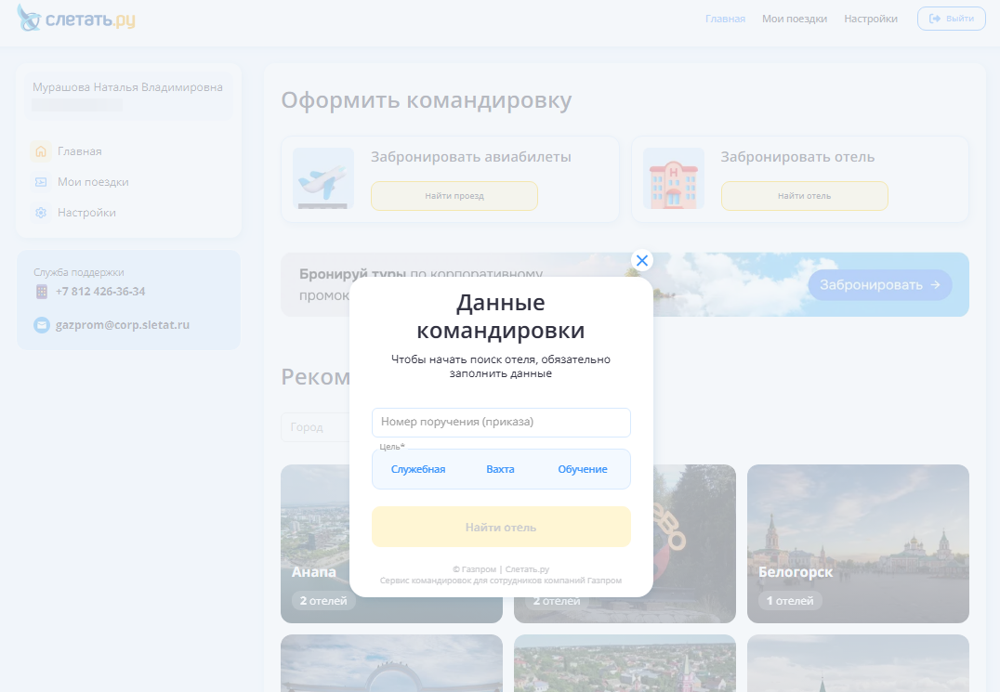 слетать.ру
Главная
Мои поездки
Настройки
Выйти
Мурашова Наталья Владимировна
Главная
Мои поездки
Настройки
Служба поддержки
+7 812 426-36-34
gazprom@corp.sletat.ru
Оформить командировку
Забронировать авиабилеты
Найти проезд
Забронировать отель
H
Найти отель
Бронируй туры по корпоративному
промок
Забронировать →
Реком
Город
Данные
командировки
Чтобы начать поиск отеля, обязательно
заполнить данные
Номер поручения (приказа)
Цель*
Служебная
Вахта
Обучение
Найти отель
© Газпром | Слетать.ру
Сервис командировок для сотрудников компаний Газпром
Анапа
2 отелей
2 отелей
Белогорск
1 отелей